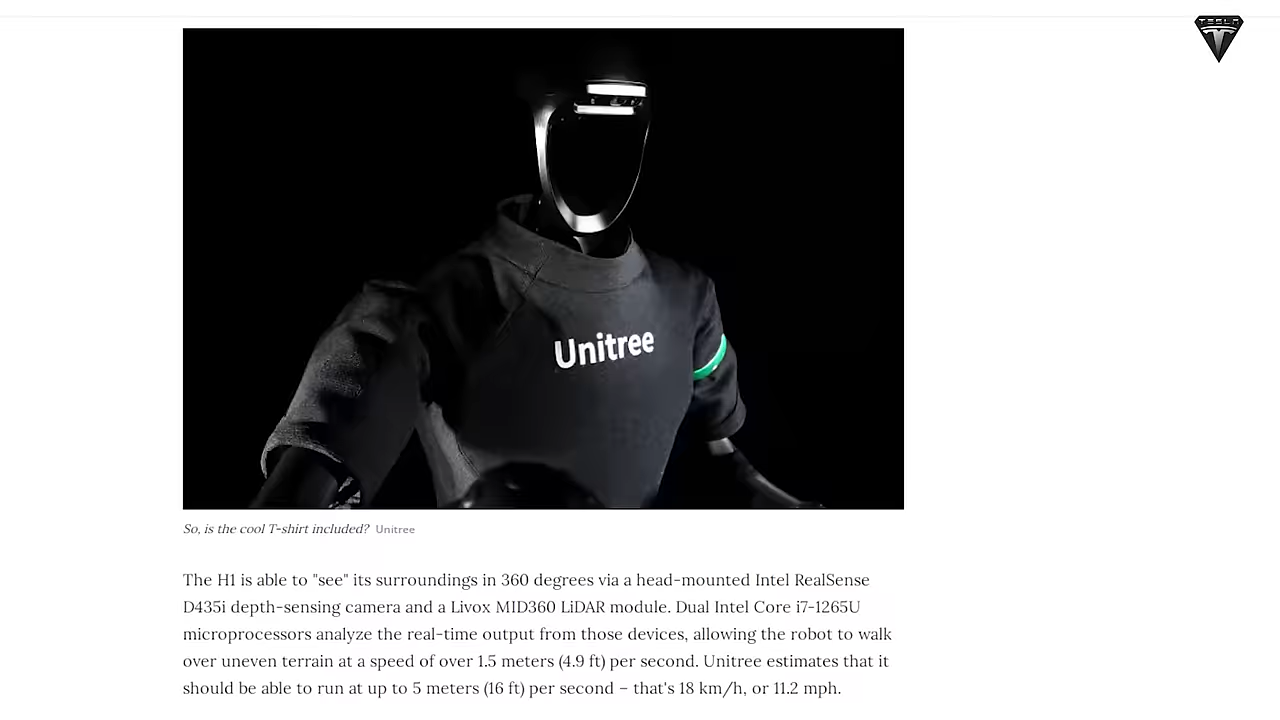 TESLA
Unitree
So, is the cool T-shirt included? Unitree
The H1 is able to "see" its surroundings in 360 degrees via a head-mounted Intel RealSense
D435i depth-sensing camera and a Livox MID360 LiDAR module. Dual Intel Core i7-1265U
microprocessors analyze the real-time output from those devices, allowing the robot to walk
over uneven terrain at a speed of over 1.5 meters (4.9 ft) per second. Unitree estimates that it
should be able to run at up to 5 meters (16 ft) per second – that's 18 km/h, or 11.2 mph.